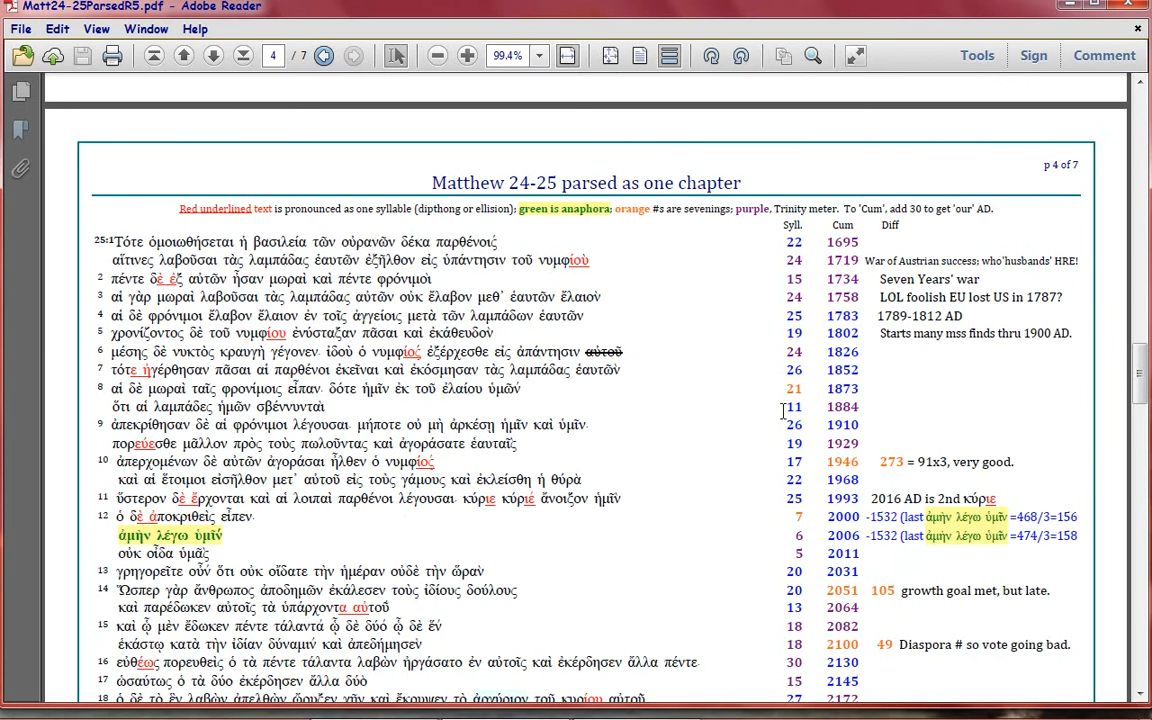 Matt24-25ParsedR5.pdf - Adobe Reader
File Edit View Window Help
4 / 7 99.4% Tools Sign Comment
p 4 of 7
Matthew 24-25 parsed as one chapter
Red underlined text is pronounced as one syllable (dipthong or ellision); green is anaphora; orange #s are sevenings; purple, Trinity meter. To 'Cum', add 30 to get 'our' AD.
Syll. Cum Diff
25:1Τότε ὁμοιωθήσεται ἡ βασιλεία τῶν οὐρανῶν δέκα παρθένοις 22 1695
αἵτινες λαβοῦσαι τὰς λαμπάδας ἑαυτῶν ἐξῆλθον εἰς ὑπάντησιν τοῦ νυμφίου 24 1719 War of Austrian success; who'husbands' HRE!
2 πέντε δὲ ἐξ αὐτῶν ἦσαν μωραὶ καὶ πέντε φρόνιμοι 15 1734 Seven Years' war
3 αἱ γὰρ μωραὶ λαβοῦσαι τὰς λαμπάδας αὐτῶν οὐκ ἔλαβον μεθ᾽ ἑαυτῶν ἔλαιον 24 1758 LOL foolish EU lost US in 1787?
4 αἱ δὲ φρόνιμοι ἔλαβον ἔλαιον ἐν τοῖς ἀγγείοις μετὰ τῶν λαμπάδων ἑαυτῶν 25 1783 1789-1812 AD
5 χρονίζοντος δὲ τοῦ νυμφίου ἐνύσταξαν πᾶσαι καὶ ἐκάθευδον 19 1802 Starts many mss finds thru 1900 AD.
6 μέσης δὲ νυκτὸς κραυγὴ γέγονεν· ἰδοὺ ὁ νυμφίος ἐξέρχεσθε εἰς ἀπάντησιν αὐτοῦ 24 1826
7 τότε ἠγέρθησαν πᾶσαι αἱ παρθένοι ἐκεῖναι καὶ ἐκόσμησαν τὰς λαμπάδας ἑαυτῶν 26 1852
8 αἱ δὲ μωραὶ ταῖς φρονίμοις εἶπαν· δότε ἡμῖν ἐκ τοῦ ἐλαίου ὑμῶν 21 1873
ὅτι αἱ λαμπάδες ἡμῶν σβέννυνται 11 1884
9 ἀπεκρίθησαν δὲ αἱ φρόνιμοι λέγουσαι· μήποτε οὐ μὴ ἀρκέσῃ ἡμῖν καὶ ὑμῖν· 26 1910
πορεύεσθε μᾶλλον πρὸς τοὺς πωλοῦντας καὶ ἀγοράσατε ἑαυταῖς 19 1929
10 ἀπερχομένων δὲ αὐτῶν ἀγοράσαι ἦλθεν ὁ νυμφίος 17 1946 273 = 91x3, very good.
καὶ αἱ ἕτοιμοι εἰσῆλθον μετ᾽ αὐτοῦ εἰς τοὺς γάμους καὶ ἐκλείσθη ἡ θύρα 22 1968
11 ὕστερον δὲ ἔρχονται καὶ αἱ λοιπαὶ παρθένοι λέγουσαι· κύριε κύριε ἄνοιξον ἡμῖν 25 1993 2016 AD is 2nd κύριε
12 ὁ δὲ ἀποκριθεὶς εἶπεν· 7 2000 -1532 (last ἀμὴν λέγω ὑμῖν =468/3=156
ἀμὴν λέγω ὑμῖν 6 2006 -1532 (last ἀμὴν λέγω ὑμῖν =474/3=158
οὐκ οἶδα ὑμᾶς 5 2011
13 γρηγορεῖτε οὖν ὅτι οὐκ οἴδατε τὴν ἡμέραν οὐδὲ τὴν ὥραν 20 2031
14 Ὥσπερ γὰρ ἄνθρωπος ἀποδημῶν ἐκάλεσεν τοὺς ἰδίους δούλους 20 2051 105 growth goal met, but late.
καὶ παρέδωκεν αὐτοῖς τὰ ὑπάρχοντα αὐτοῦ 13 2064
15 καὶ ᾧ μὲν ἔδωκεν πέντε τάλαντα ᾧ δὲ δύο ᾧ δὲ ἕν 18 2082
ἑκάστῳ κατὰ τὴν ἰδίαν δύναμιν καὶ ἀπεδήμησεν 18 2100 49 Diaspora # so vote going bad.
16 εὐθέως πορευθεὶς ὁ τὰ πέντε τάλαντα λαβὼν ἠργάσατο ἐν αὐτοῖς καὶ ἐκέρδησεν ἄλλα πέντε· 30 2130
17 ὡσαύτως ὁ τὰ δύο ἐκέρδησεν ἄλλα δύο 15 2145
18 ὁ δὲ τὸ ἓν λαβὼν ἀπελθὼν ὤρυξεν γῆν καὶ ἔκρυψεν τὸ ἀργύριον τοῦ κυρίου αὐτοῦ 27 2172